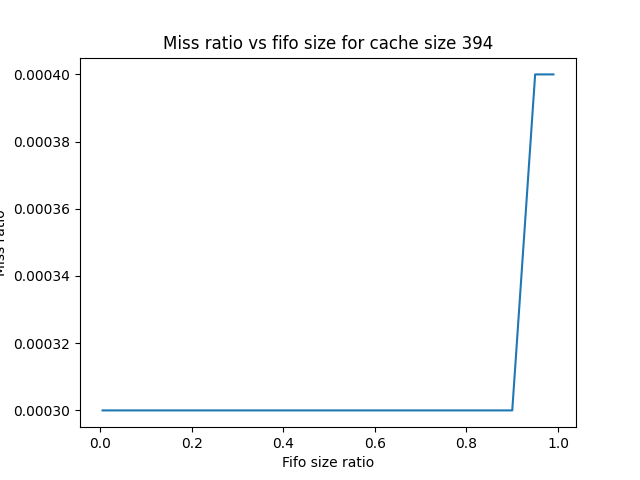 Miss ratio vs fifo size for cache size 394
0.00040
0.00038
0.00036
0.00034
0.00032
0.00030
Miss ratio
0.0 0.2 0.4 0.6 0.8 1.0
Fifo size ratio